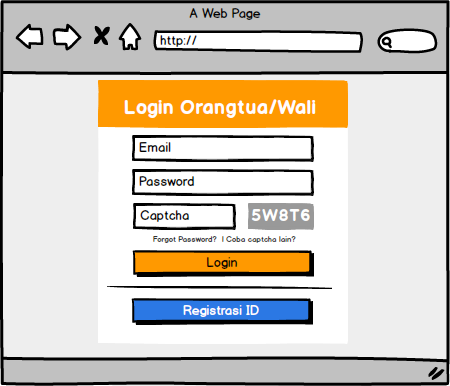 A Web Page
http://
Login Orangtua/Wali
Email
Password
Captcha 5W8T6
Forgot Password? I Coba captcha lain?
Login
Registrasi ID